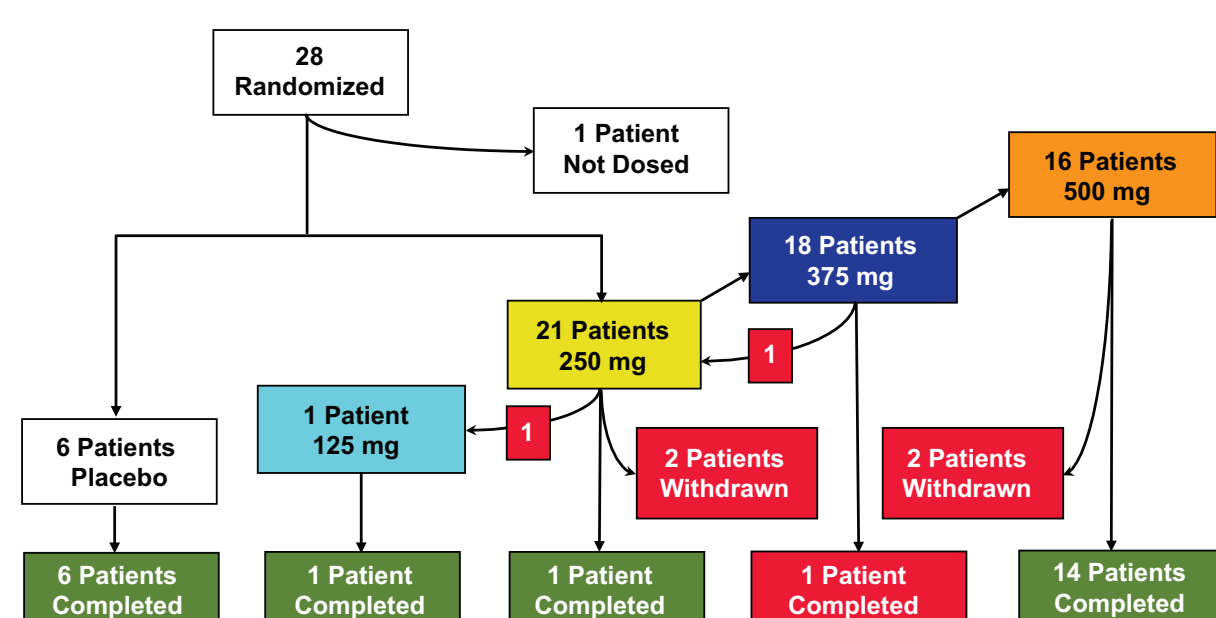 28
Randomized
1 Patient
Not Dosed
16 Patients
500 mg
18 Patients
375 mg
21 Patients
250 mg
1
1 Patient
125 mg
1
6 Patients
Placebo
2 Patients
Withdrawn
2 Patients
Withdrawn
6 Patients
Completed
1 Patient
Completed
1 Patient
Completed
1 Patient
Completed
14 Patients
Completed